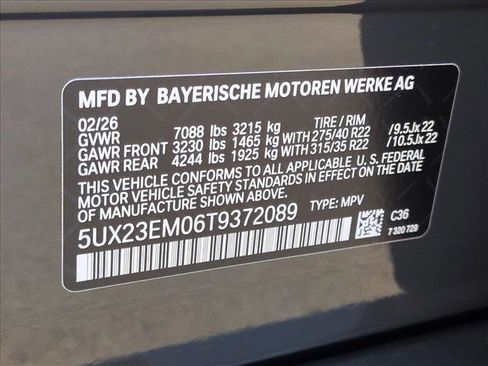 MFD BY BAYERISCHE MOTOREN WERKE AG
02/26 TIRE / RIM
GVWR 7088 lbs 3215 kg
GAWR FRONT 3230 lbs 1465 kg WITH 275/40 R22 / 9.5Jx22
GAWR REAR 4244 lbs 1925 kg WITH 315/35 R22 / 10.5Jx22
THIS VEHICLE CONFORMS TO ALL APPLICABLE U.S. FEDERAL
MOTOR VEHICLE SAFETY STANDARDS IN EFFECT ON THE
DATE OF MANUFACTURE SHOWN ABOVE.
5UX23EM06T9372089 TYPE: MPV
C36
7320729